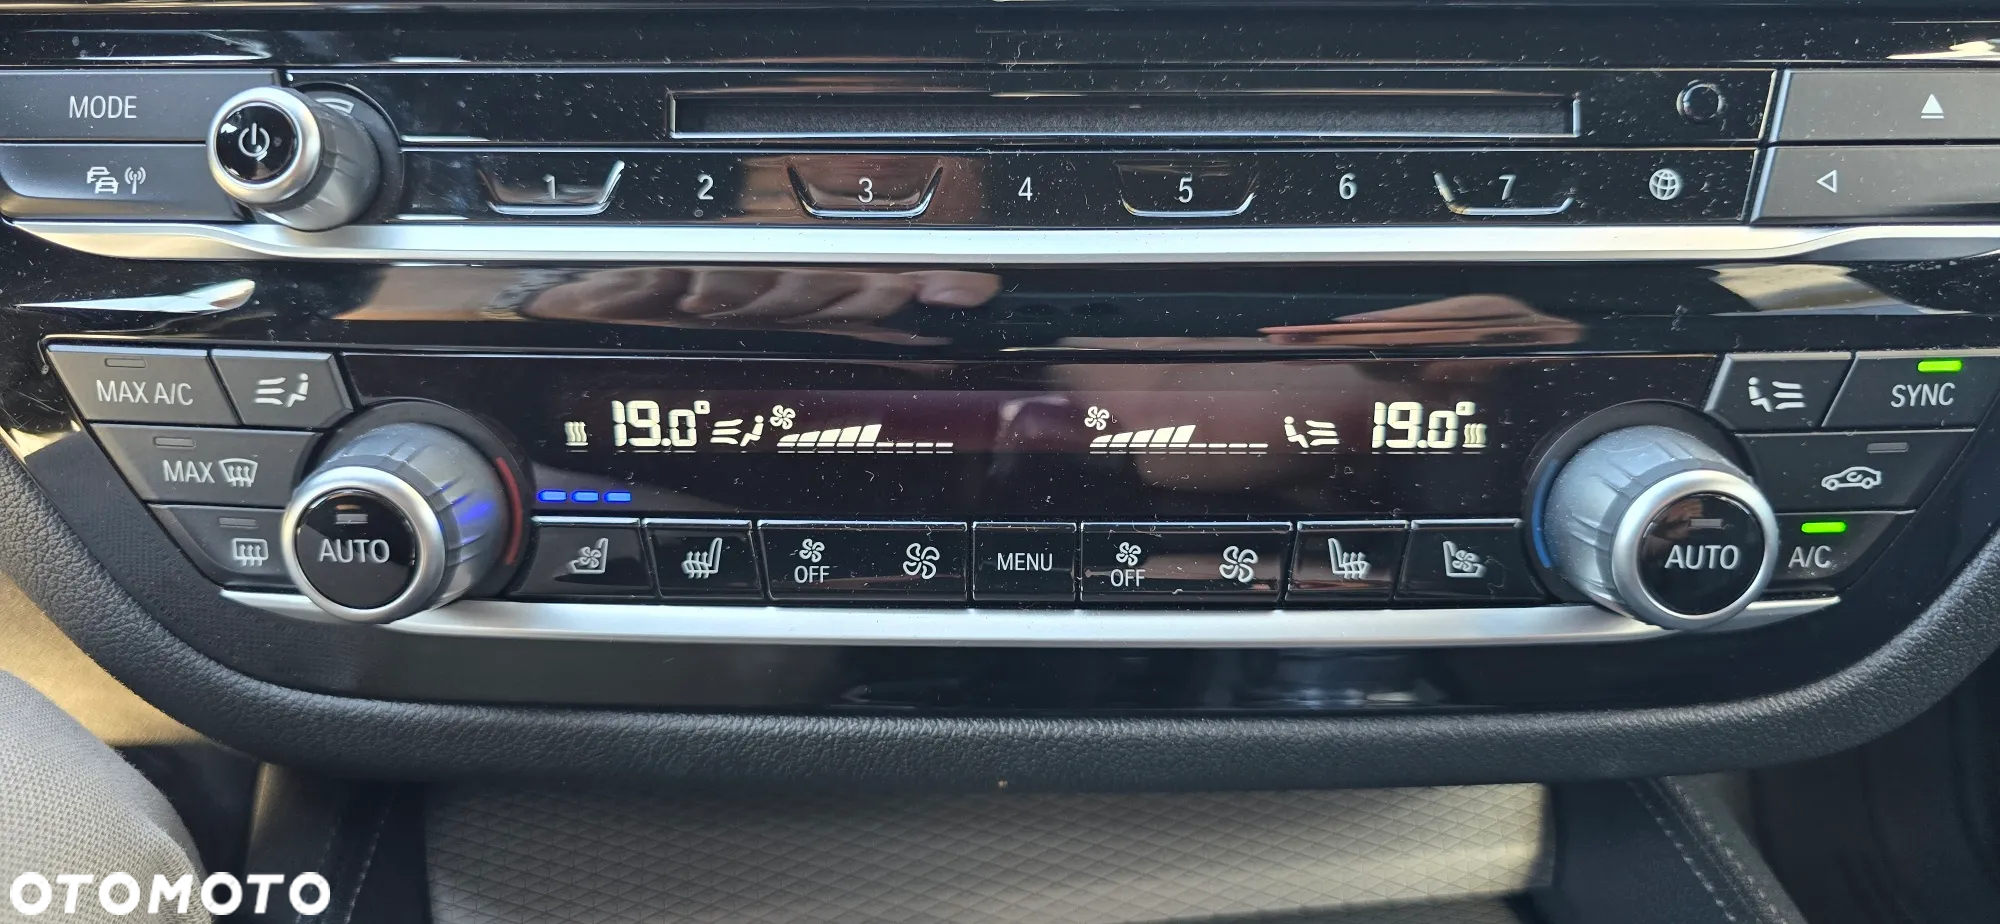 MODE
1 2 3 4 5 6 7
MAX A/C
SYNC
19.0° 19.0°
MAX
AUTO
OFF
MENU
OFF
AUTO
A/C
OTOMOTO